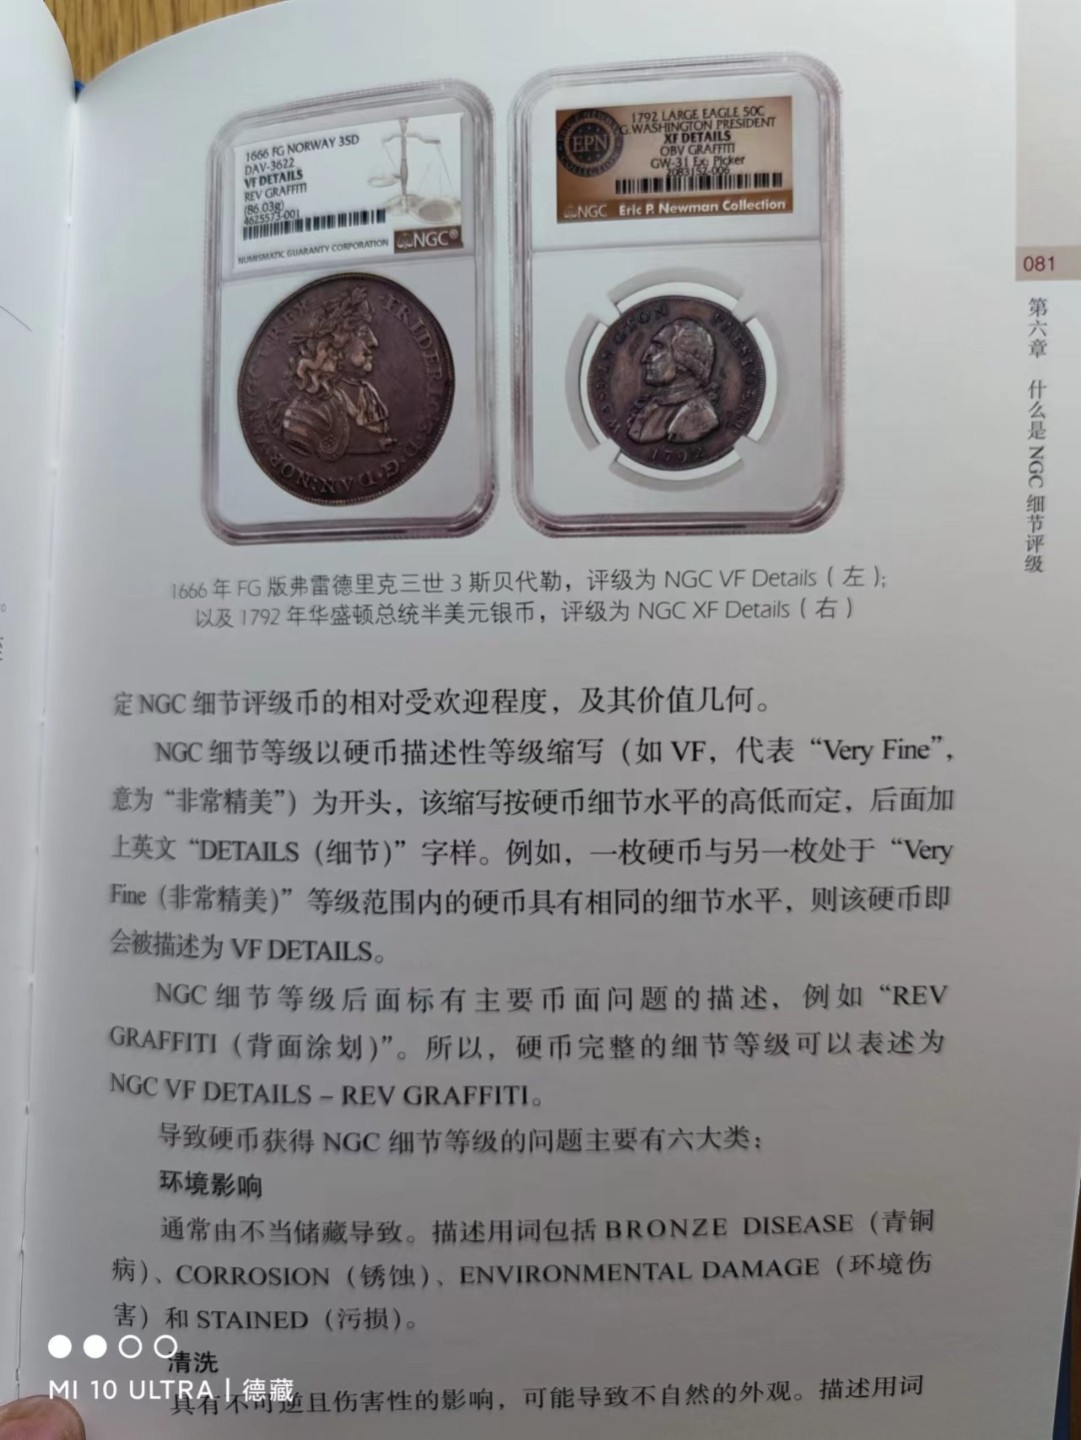 1666 FG NORWAY 3SD
DAV-3622
VF DETAILS
REV GRAFFITI
(86.03g)
4625573-001
NUMISMATIC GUARANTY CORPORATION
NGC®
1792 LARGE EAGLE 50C
G.WASHINGTON PRESIDENT
XF DETAILS
OBV GRAFFITI
GW-31 Ex: Picker
2083152-006
EPN
NGC Eric P. Newman Collection
FRIDERIC
D·G·DAN:NOR
1792
081
第六章 什么是NGC细节评级
1666 年 FG 版弗雷德里克三世 3 斯贝代勒，评级为 NGC VF Details（左）；
以及 1792 年华盛顿总统半美元银币，评级为 NGC XF Details（右）
定 NGC 细节评级币的相对受欢迎程度，及其价值几何。
NGC 细节等级以硬币描述性等级缩写（如 VF，代表“Very Fine”，
意为“非常精美”）为开头，该缩写按硬币细节水平的高低而定，后面加
上英文“DETAILS（细节）”字样。例如，一枚硬币与另一枚处于“Very
Fine（非常精美）”等级范围内的硬币具有相同的细节水平，则该硬币即
会被描述为 VF DETAILS。
NGC 细节等级后面标有主要币面问题的描述，例如“REV
GRAFFITI（背面涂划）”。所以，硬币完整的细节等级可以表述为
NGC VF DETAILS – REV GRAFFITI。
导致硬币获得 NGC 细节等级的问题主要有六大类：
环境影响
通常由不当储藏导致。描述用词包括 BRONZE DISEASE（青铜
病）、CORROSION（锈蚀）、ENVIRONMENTAL DAMAGE（环境伤
害）和 STAINED（污损）。
清洗
具有不可逆且伤害性的影响，可能导致不自然的外观。描述用词
MI 10 ULTRA | 德藏